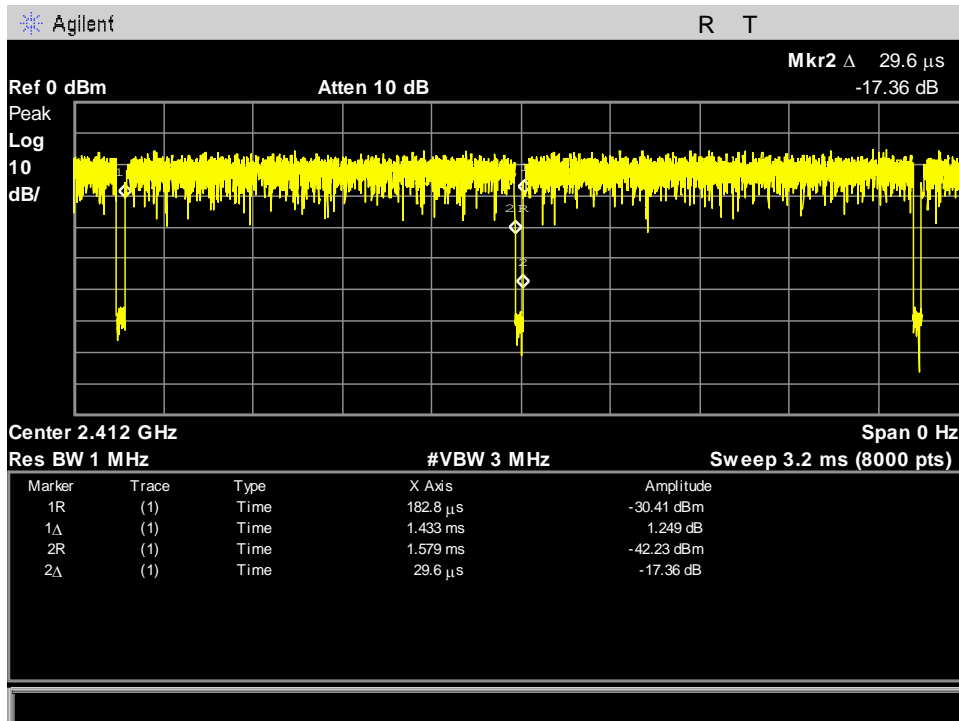 Agilent R T
Mkr2 Δ 29.6 μs
Ref 0 dBm Atten 10 dB -17.36 dB
Peak
Log
10
dB/
1
1
2R
2
Center 2.412 GHz Span 0 Hz
Res BW 1 MHz #VBW 3 MHz Sweep 3.2 ms (8000 pts)
Marker Trace Type X Axis Amplitude
1R (1) Time 182.8 μs -30.41 dBm
1Δ (1) Time 1.433 ms 1.249 dB
2R (1) Time 1.579 ms -42.23 dBm
2Δ (1) Time 29.6 μs -17.36 dB